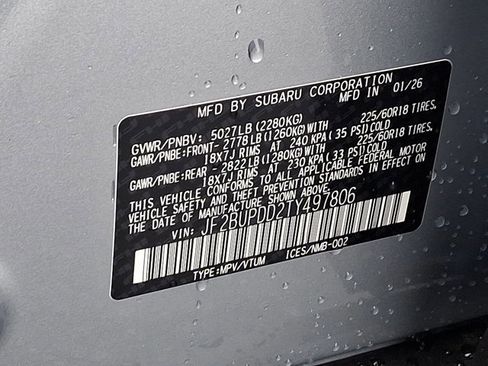 MFD BY SUBARU CORPORATION
MFD IN 01/26
GVWR/PNBV: 5027LB(2280KG)
GAWR/PNBE:FRONT- 2778LB(1260KG)WITH 225/60R18 TIRES,
18x7J RIMS AT 240 KPA( 35 PSI)COLD
GAWR/PNBE:REAR - 2822LB(1280KG)WITH 225/60R18 TIRES,
18x7J RIMS AT 230 KPA( 33 PSI)COLD
THIS VEHICLE CONFORMS TO ALL APPLICABLE FEDERAL MOTOR
VEHICLE SAFETY AND THEFT PREVENTION STANDARDS IN EFFECT
ON THE DATE OF MANUFACTURE SHOWN ABOVE.
VIN: JF2BUPDD2TY497806
TYPE:MPV/VTUM ICES/NMB-002